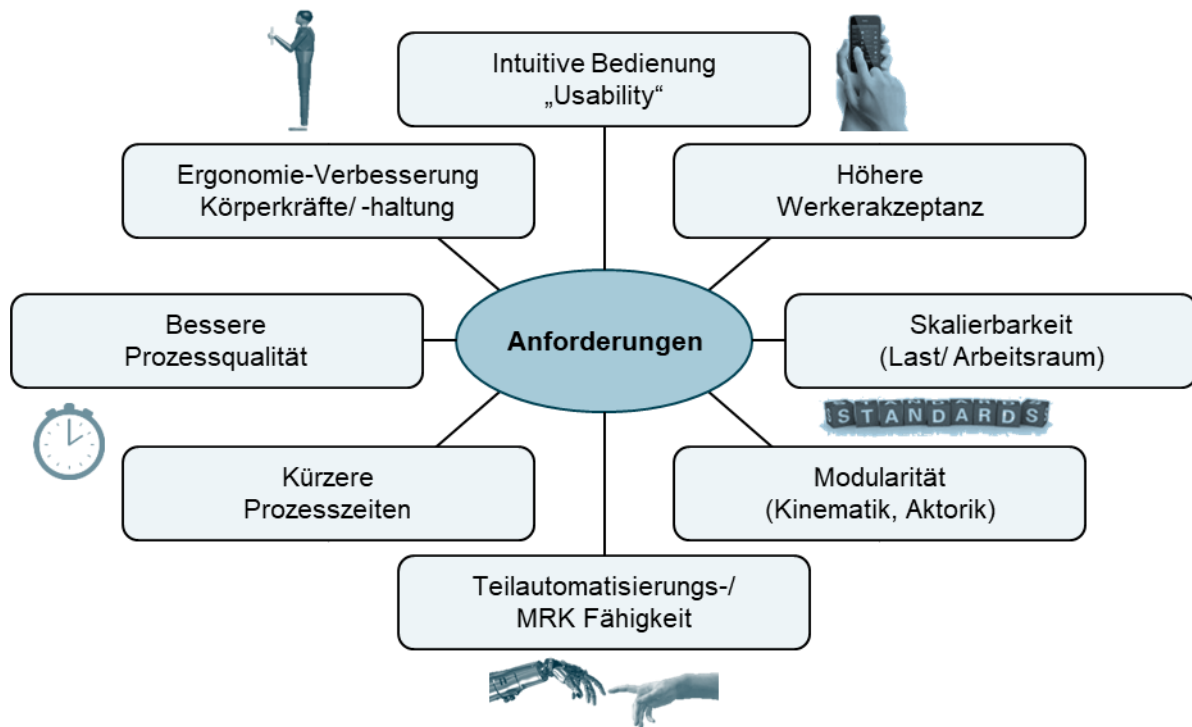 Intuitive Bedienung
„Usability“
Ergonomie-Verbesserung
Körperkräfte/ -haltung
Höhere
Werkerakzeptanz
Bessere
Prozessqualität
Anforderungen
Skalierbarkeit
(Last/ Arbeitsraum)
STANDARDS
Kürzere
Prozesszeiten
Modularität
(Kinematik, Aktorik)
Teilautomatisierungs-/
MRK Fähigkeit